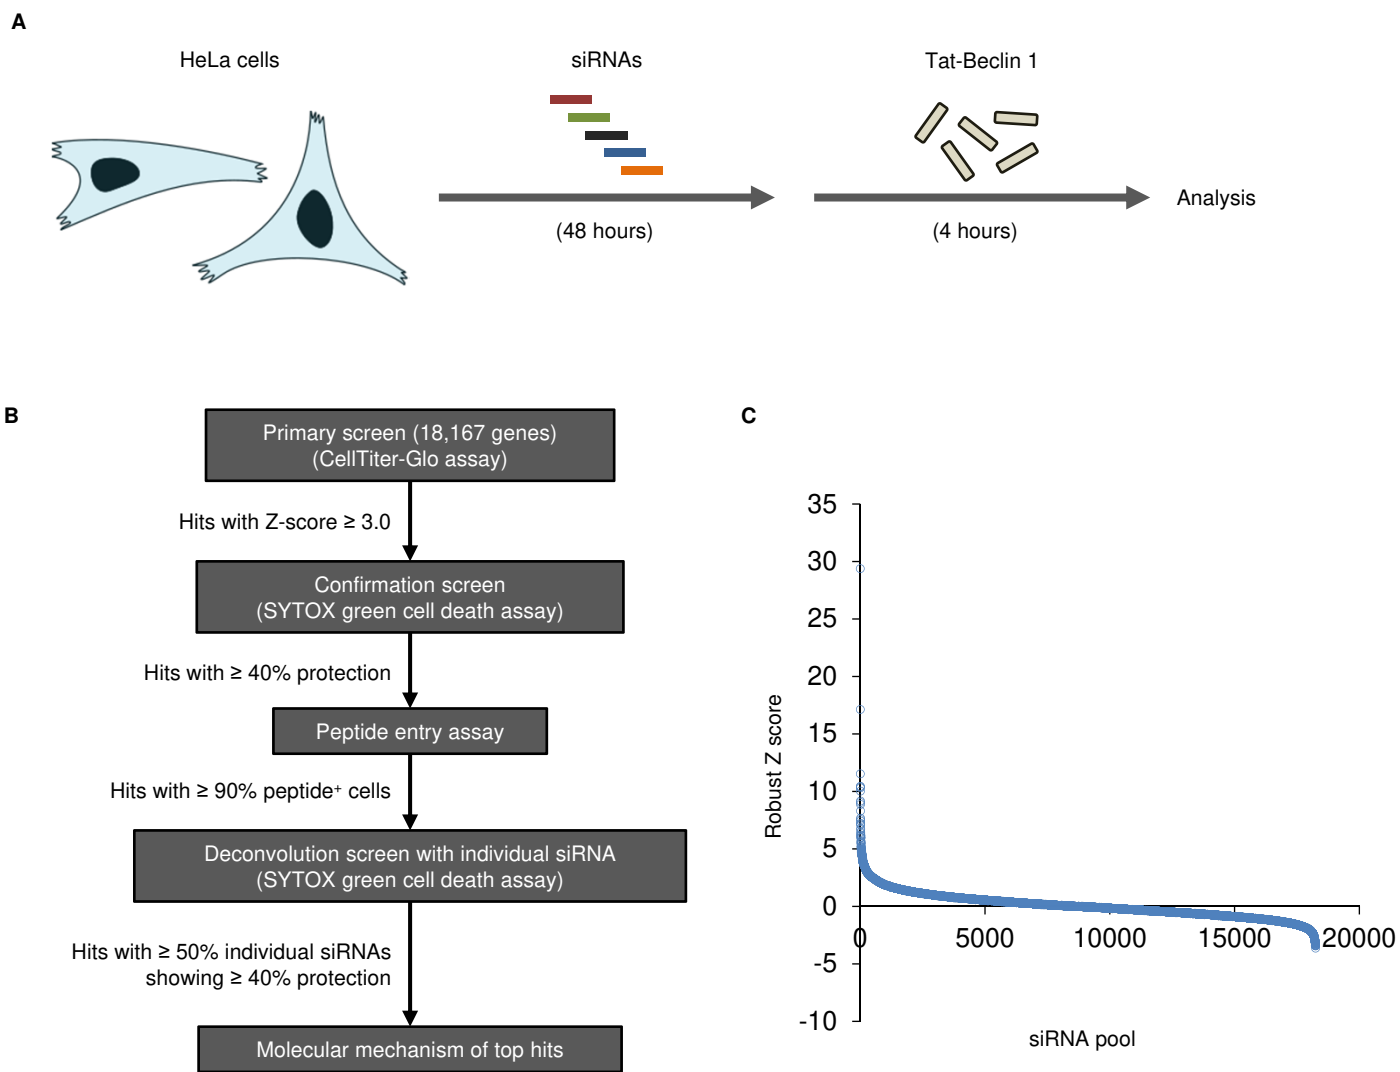 A
HeLa cells
siRNAs
Tat-Beclin 1
(48 hours)
(4 hours)
Analysis
B
Primary screen (18,167 genes)
(CellTiter-Glo assay)
Hits with Z-score ≥ 3.0
Confirmation screen
(SYTOX green cell death assay)
Hits with ≥ 40% protection
Peptide entry assay
Hits with ≥ 90% peptide⁺ cells
Deconvolution screen with individual siRNA
(SYTOX green cell death assay)
Hits with ≥ 50% individual siRNAs
showing ≥ 40% protection
Molecular mechanism of top hits
C
35
30
25
20
15
10
5
0
-5
-10
Robust Z score
0 5000 10000 15000 20000
siRNA pool